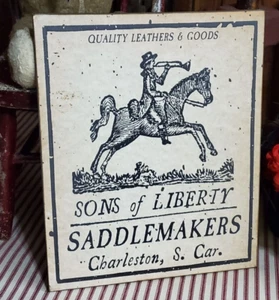 QUALITY LEATHERS & GOODS
SONS of LIBERTY
SADDLEMAKERS
Charleston, S. Car.